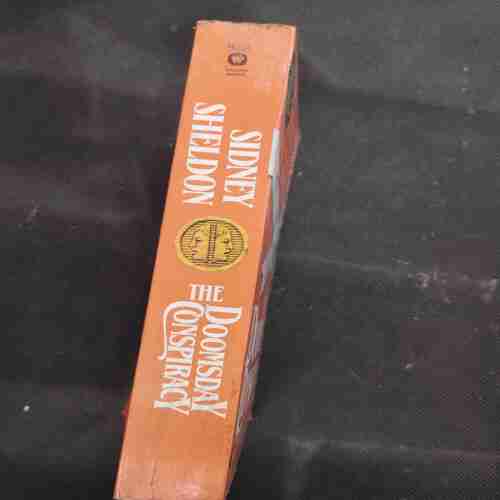 SIDNEY
SHELDON
THE
DOOMSDAY
CONSPIRACY